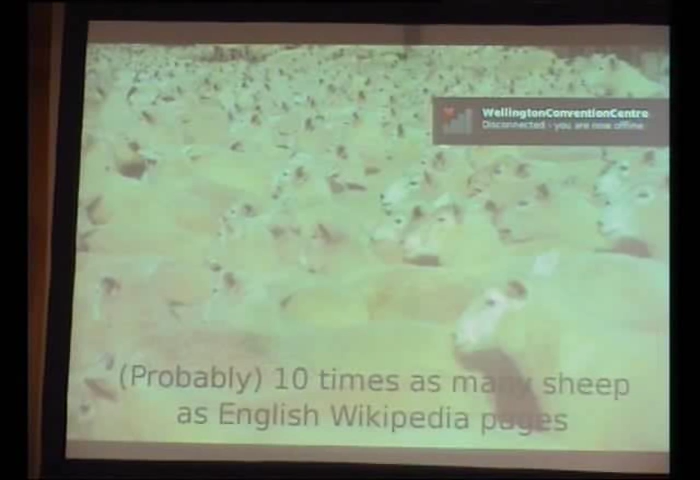 WellingtonConventionCentre
Disconnected - you are now offline
(Probably) 10 times as many sheep
as English Wikipedia pages